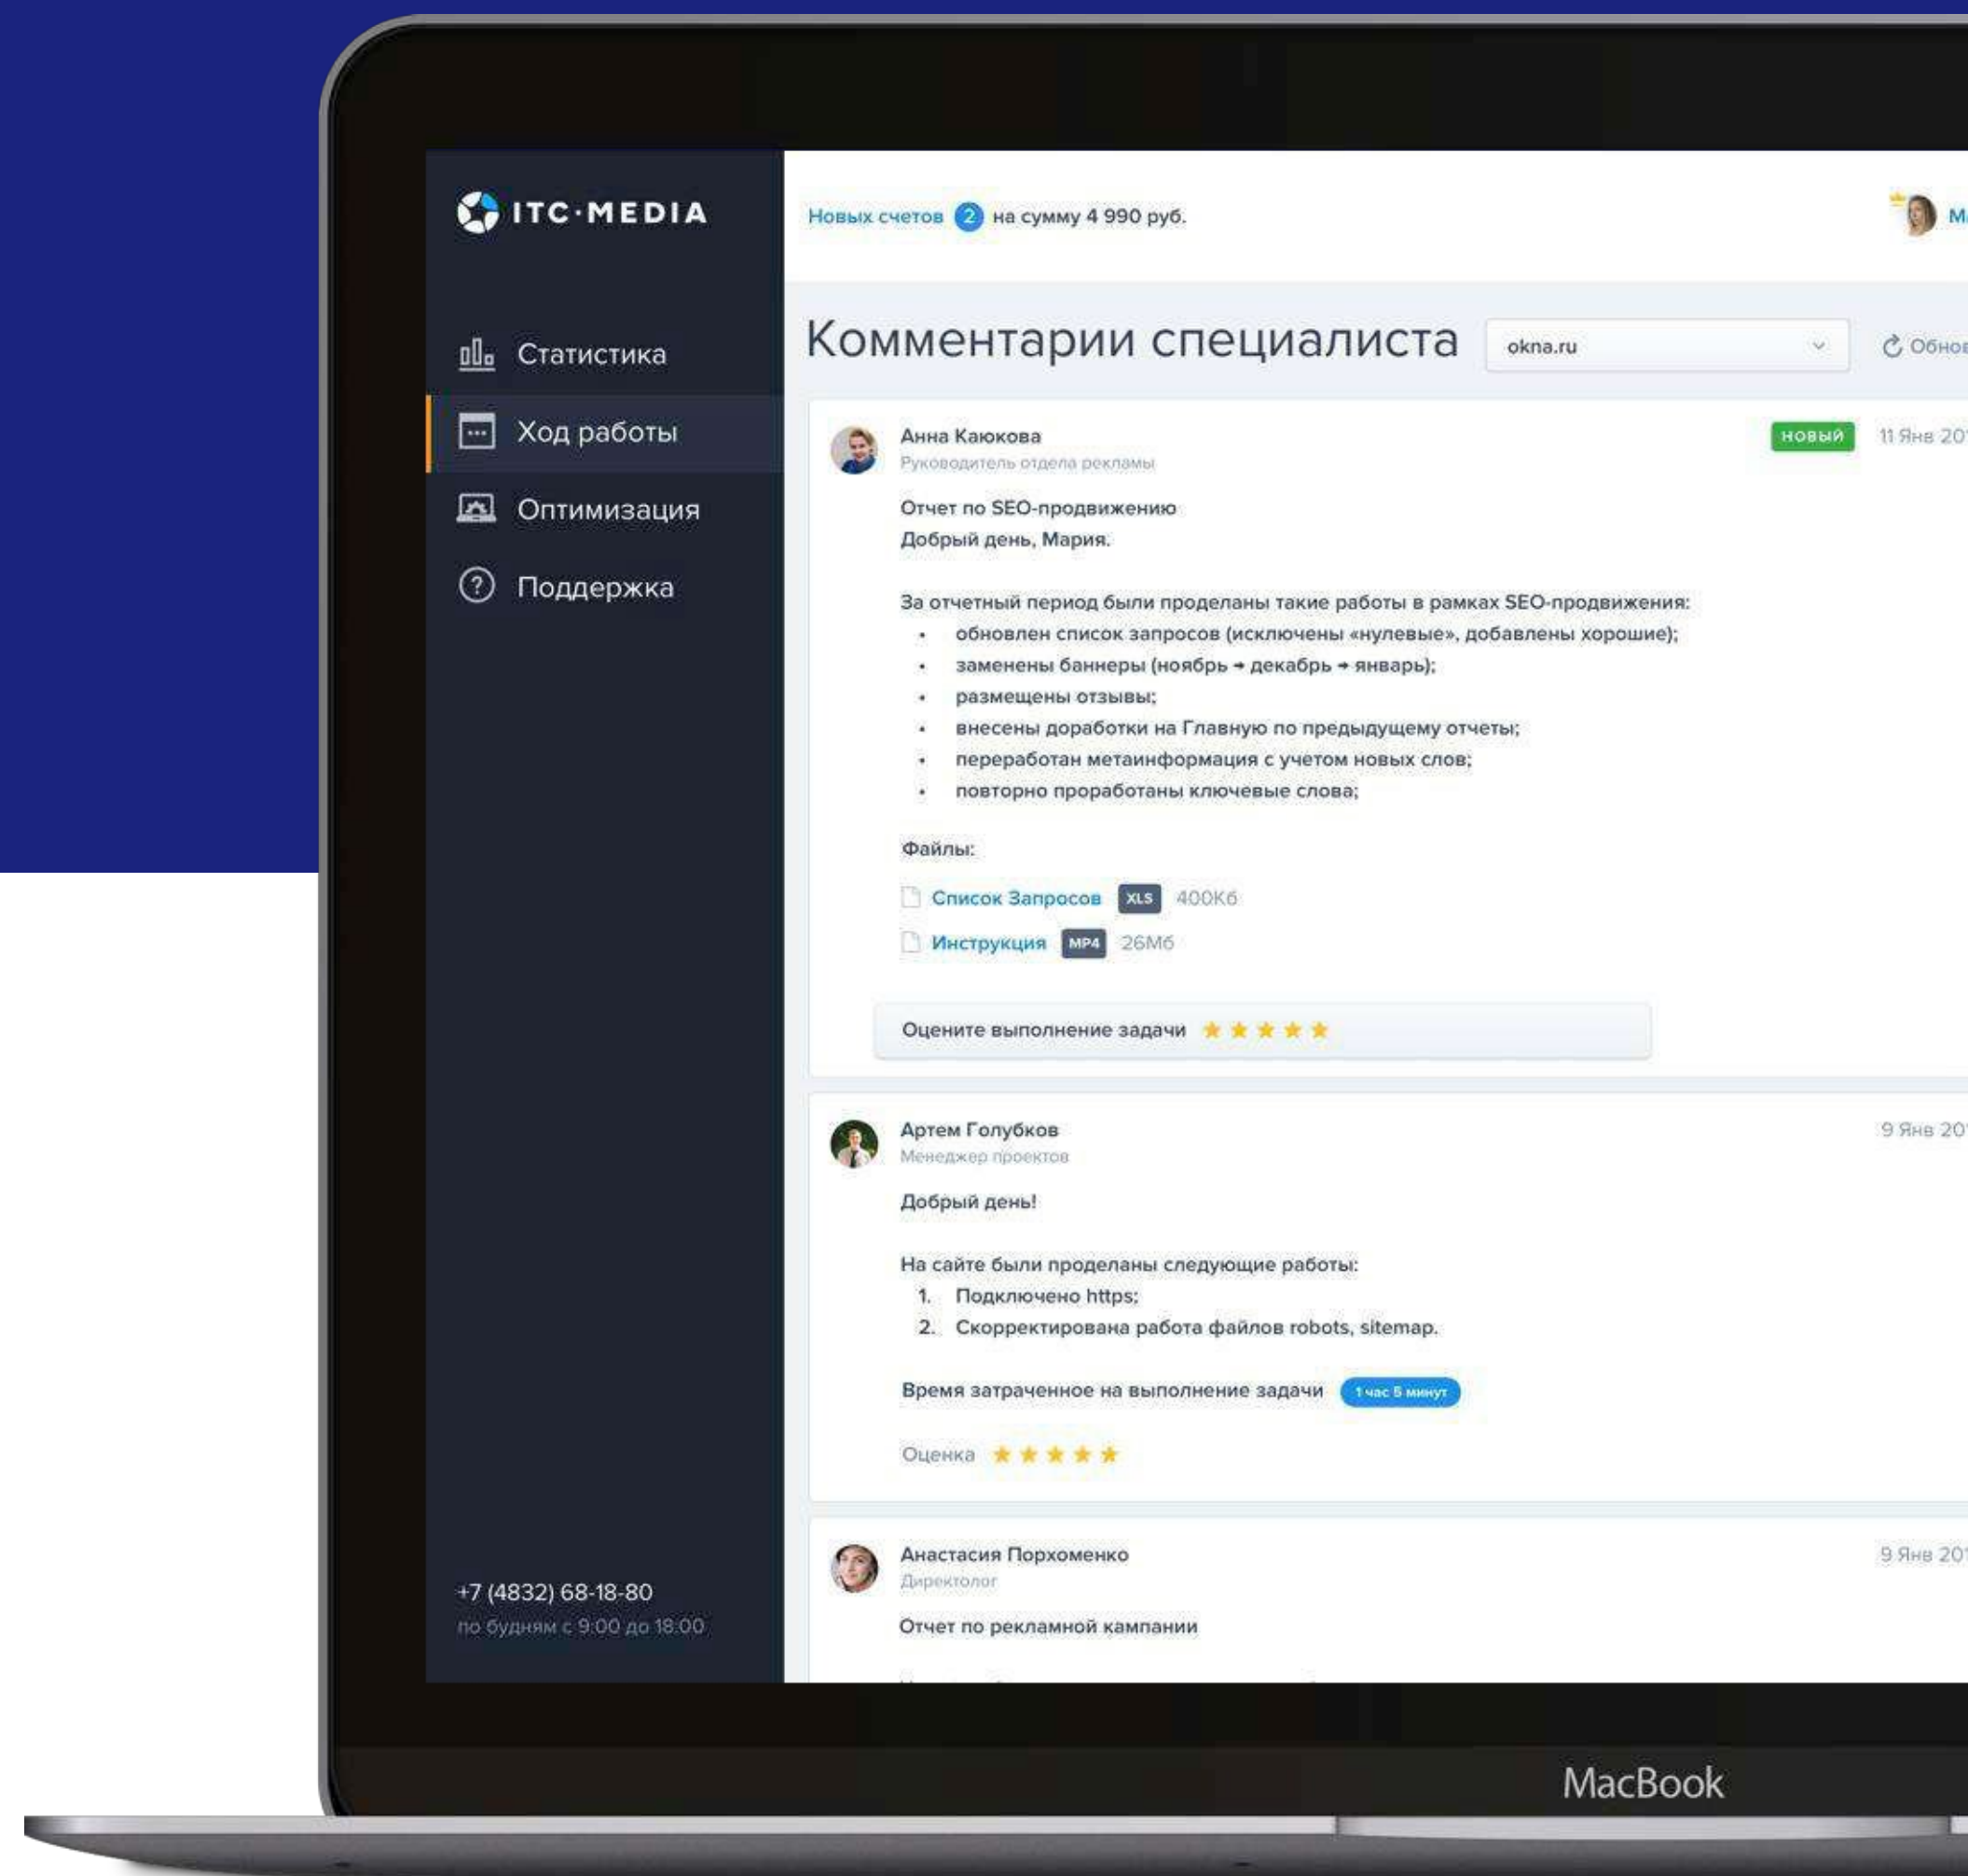 ITC·MEDIA
Новых счетов 2 на сумму 4 990 руб.
Статистика
Ход работы
Оптимизация
Поддержка
+7 (4832) 68-18-80
по будням с 9:00 до 18:00
Комментарии специалиста
okna.ru
Анна Каюкова
НОВЫЙ
11 Янв
Руководитель отдела рекламы
Отчет по SEO-продвижению
Добрый день, Мария.
За отчетный период были проделаны такие работы в рамках SEO-продвижения:
• обновлен список запросов (исключены «нулевые», добавлены хорошие);
• заменены баннеры (ноябрь → декабрь → январь);
• размещены отзывы;
• внесены доработки на Главную по предыдущему отчеты;
• переработан метаинформация с учетом новых слов;
• повторно проработаны ключевые слова;
Файлы:
Список Запросов XLS 400Кб
Инструкция MP4 26Мб
Оцените выполнение задачи
Артем Голубков
9 Янв
Менеджер проектов
Добрый день!
На сайте были проделаны следующие работы:
1. Подключено https;
2. Скорректирована работа файлов robots, sitemap.
Время затраченное на выполнение задачи 1 час 5 минут
Оценка
Анастасия Порхоменко
9 Янв
Директолог
Отчет по рекламной кампании
MacBook